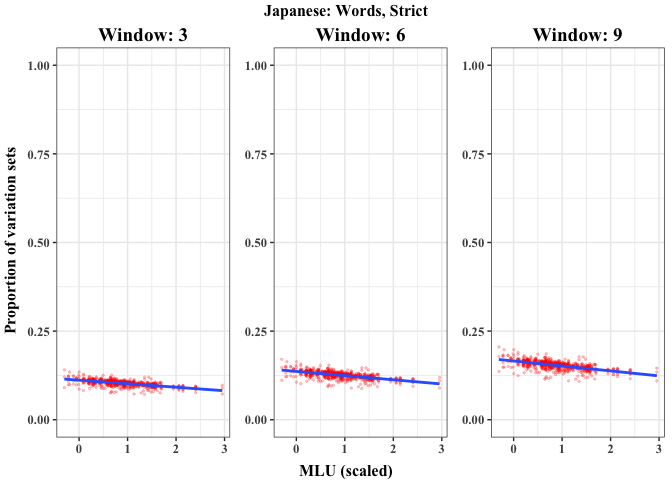 Japanese: Words, Strict
Window: 3 Window: 6 Window: 9
1.00 1.00 1.00
0.75 0.75 0.75
0.50 0.50 0.50
0.25 0.25 0.25
0.00 0.00 0.00
0 1 2 3 0 1 2 3 0 1 2 3
Proportion of variation sets
MLU (scaled)